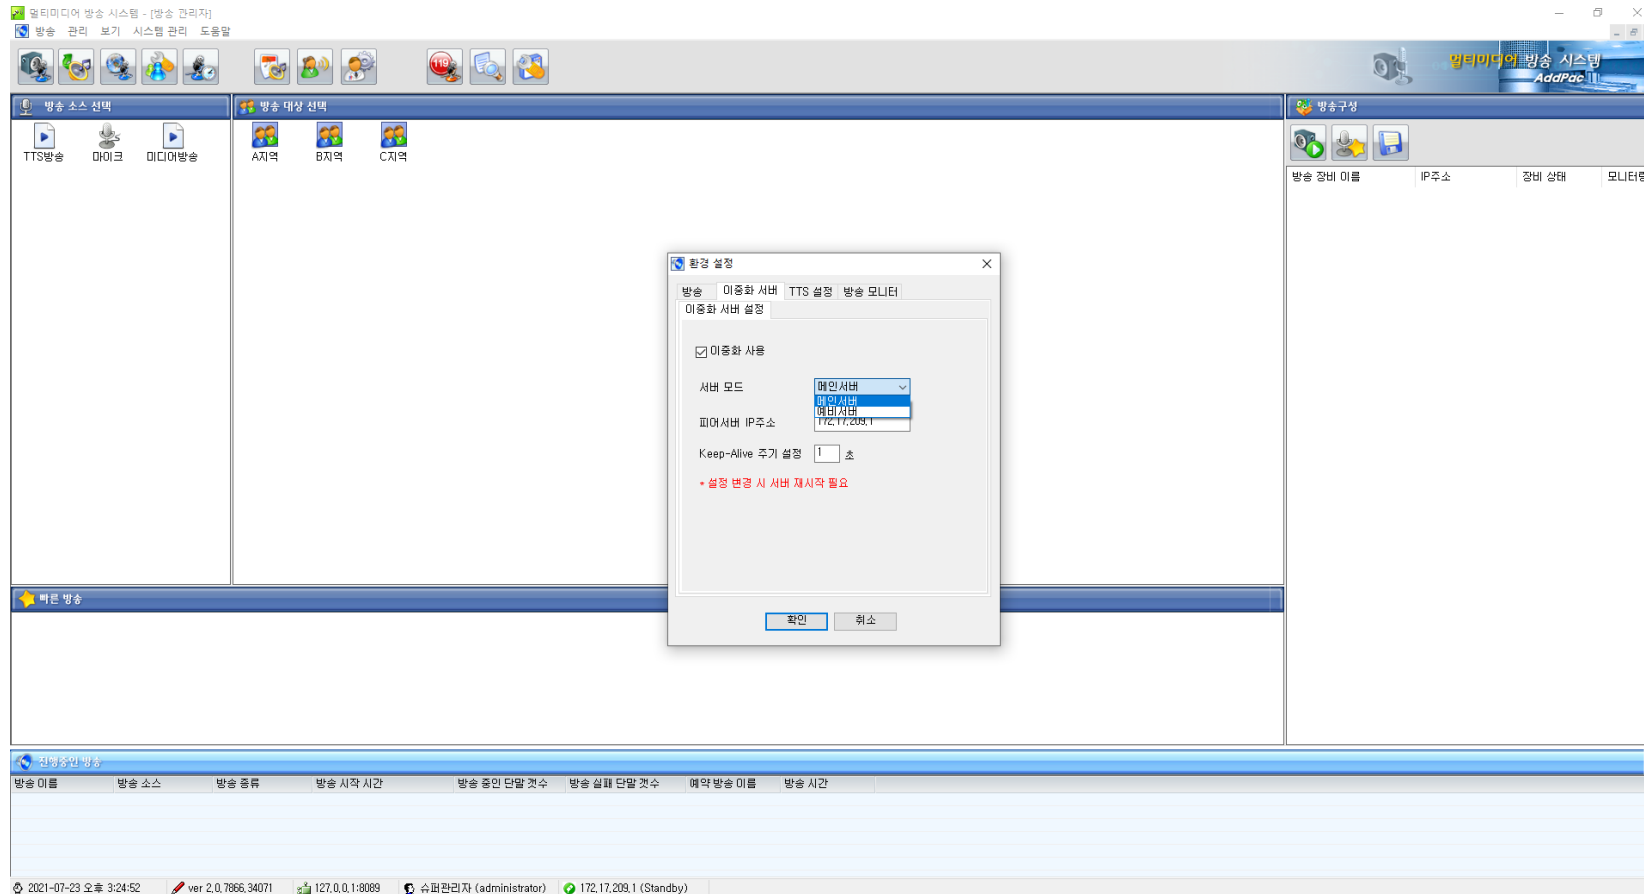 멀티미디어 방송 시스템 - [방송 관리자]
방송 관리 보기 시스템 관리 도움말
119
멀티미디어 방송 시스템
AddPac
방송 소스 선택
방송 대상 선택
방송구성
TTS방송 마이크 미디어방송
A지역 B지역 C지역
방송 장비 이름 IP주소 장비 상태 모니터링
환경 설정
방송 이중화 서버 TTS 설정 방송 모니터
이중화 서버 설정
이중화 사용
서버 모드 메인서버
메인서버
예비서버
피어서버 IP주소 172.17.209.1
Keep-Alive 주기 설정 1 초
* 설정 변경 시 서버 재시작 필요
확인 취소
빠른 방송
진행중인 방송
방송 이름 방송 소스 방송 종류 방송 시작 시간 방송 중인 단말 갯수 방송 실패 단말 갯수 예약 방송 이름 방송 시간
2021-07-23 오후 3:24:52 ver 2.0.7866.34071 127.0.0.1:8089 슈퍼관리자 (administrator) 172.17.209.1 (Standby)